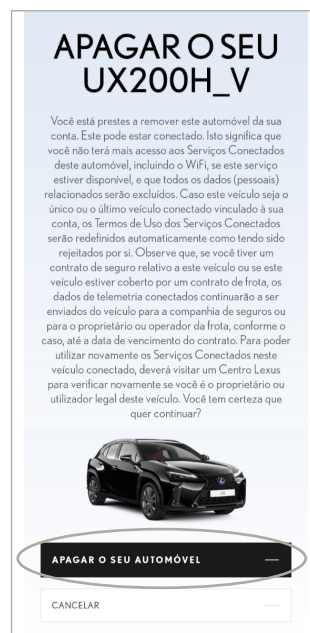 APAGAR O SEU
UX200H_V
Você está prestes a remover este automóvel da sua
conta. Este pode estar conectado. Isto significa que
você não terá mais acesso aos Serviços Conectados
deste automóvel, incluindo o WiFi, se este serviço
estiver disponível, e que todos os dados (pessoais)
relacionados serão excluídos. Caso este veículo seja o
único ou o último veículo conectado vinculado à sua
conta, os Termos de Uso dos Serviços Conectados
serão redefinidos automaticamente como tendo sido
rejeitados por si. Observe que, se você tiver um
contrato de seguro relativo a este veículo ou se este
veículo estiver coberto por um contrato de frota, os
dados de telemetria conectados continuarão a ser
enviados do veículo para a companhia de seguros ou
para o proprietário ou operador da frota, conforme o
caso, até a data de vencimento do contrato. Para poder
utilizar novamente os Serviços Conectados neste
veículo conectado, deverá visitar um Centro Lexus
para verificar novamente se você é o proprietário ou
utilizador legal deste veículo. Você tem certeza que
quer continuar?
APAGAR O SEU AUTOMÓVEL
CANCELAR